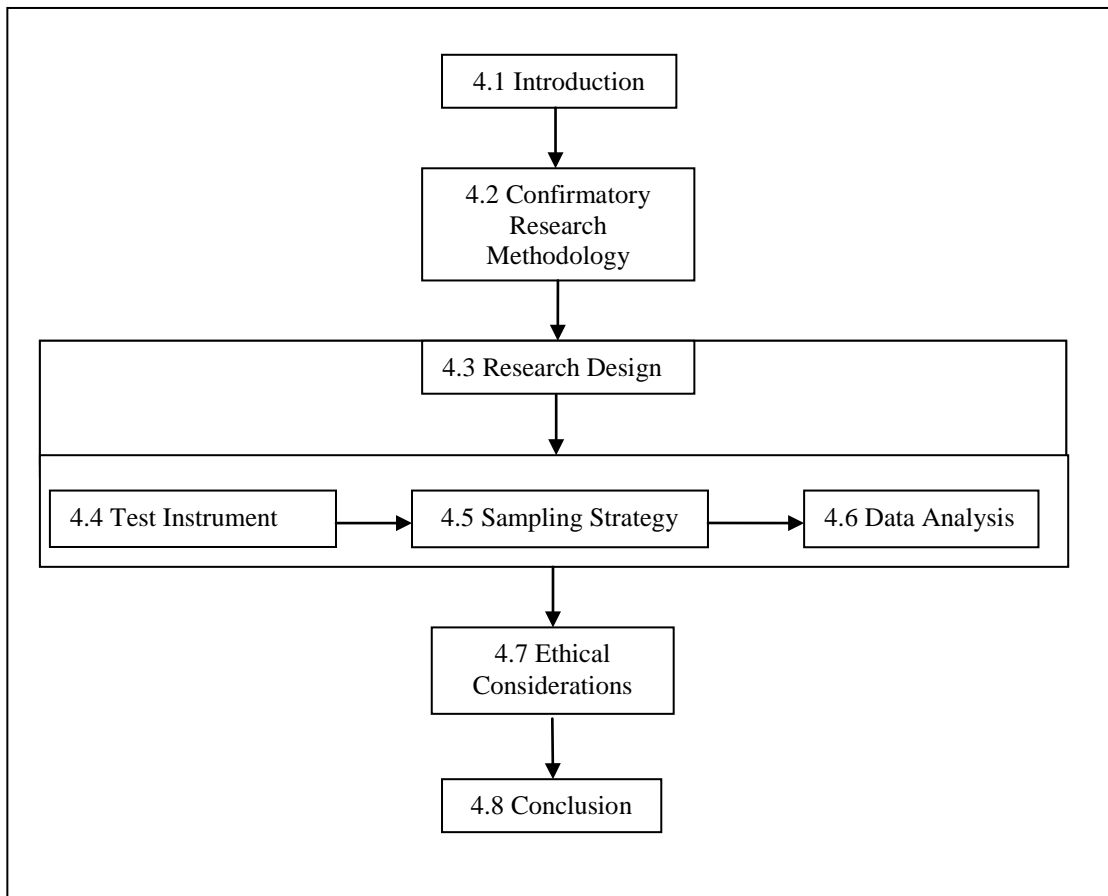 4.1 Introduction
4.2 Confirmatory
Research
Methodology
4.3 Research Design
4.4 Test Instrument
4.5 Sampling Strategy
4.6 Data Analysis
4.7 Ethical
Considerations
4.8 Conclusion